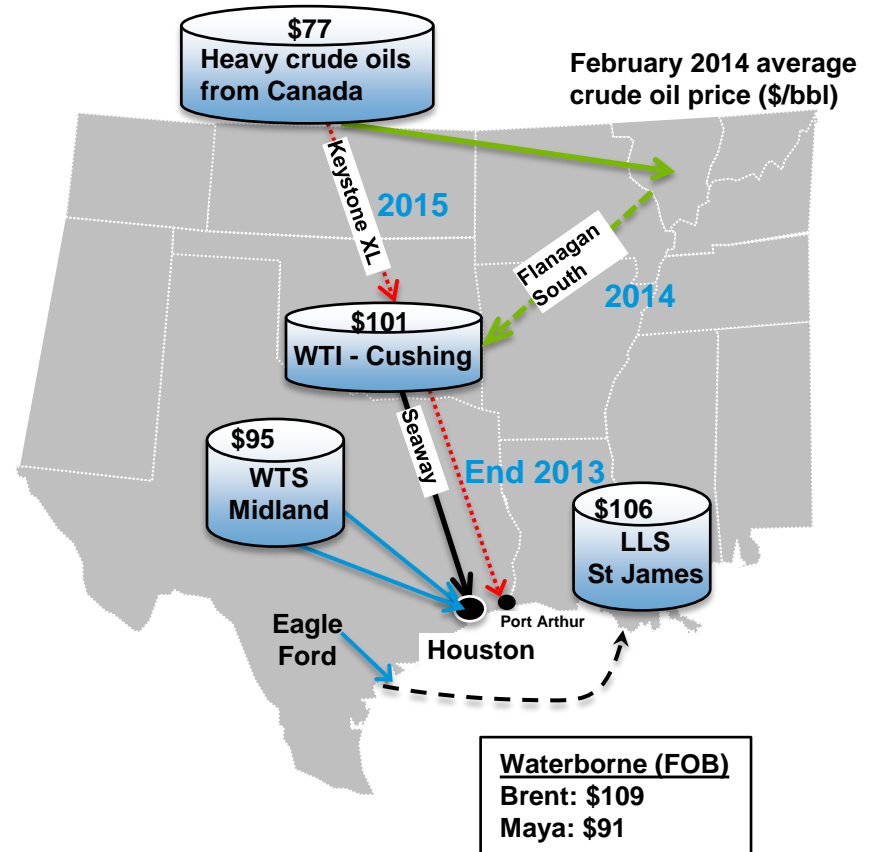 $77
Heavy crude oils
from Canada
February 2014 average
crude oil price ($/bbl)
Keystone XL
2015
Flanagan
South
2014
$101
WTI - Cushing
Seaway
End 2013
$95
WTS
Midland
$106
LLS
St James
Port Arthur
Houston
Eagle
Ford
Waterborne (FOB)
Brent: $109
Maya: $91